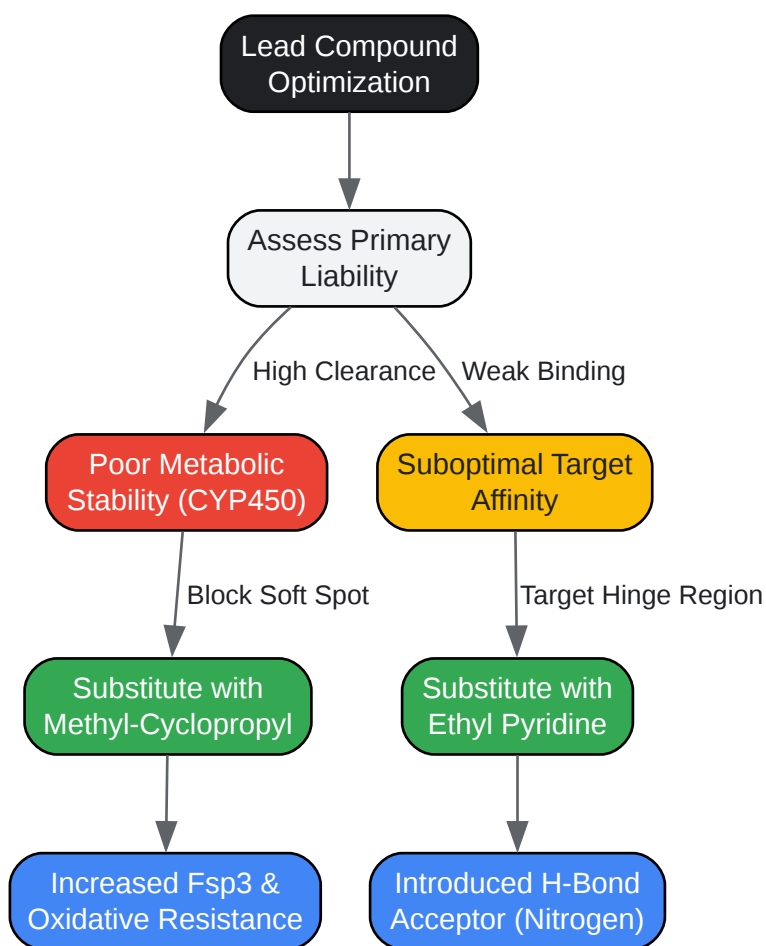 Lead Compound
Optimization
Assess Primary
Liability
High Clearance
Weak Binding
Poor Metabolic
Stability (CYP450)
Suboptimal Target
Affinity
Block Soft Spot
Target Hinge Region
Substitute with
Methyl-Cyclopropyl
Substitute with
Ethyl Pyridine
Increased Fsp3 &
Oxidative Resistance
Introduced H-Bond
Acceptor (Nitrogen)